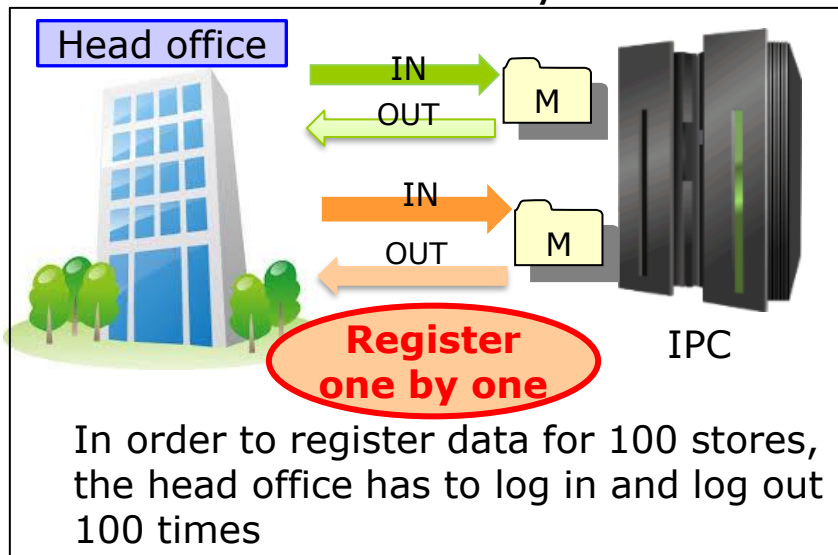 Head office
IN
M
OUT
IN
M
OUT
Register
one by one
IPC
In order to register data for 100 stores,
the head office has to log in and log out
100 times